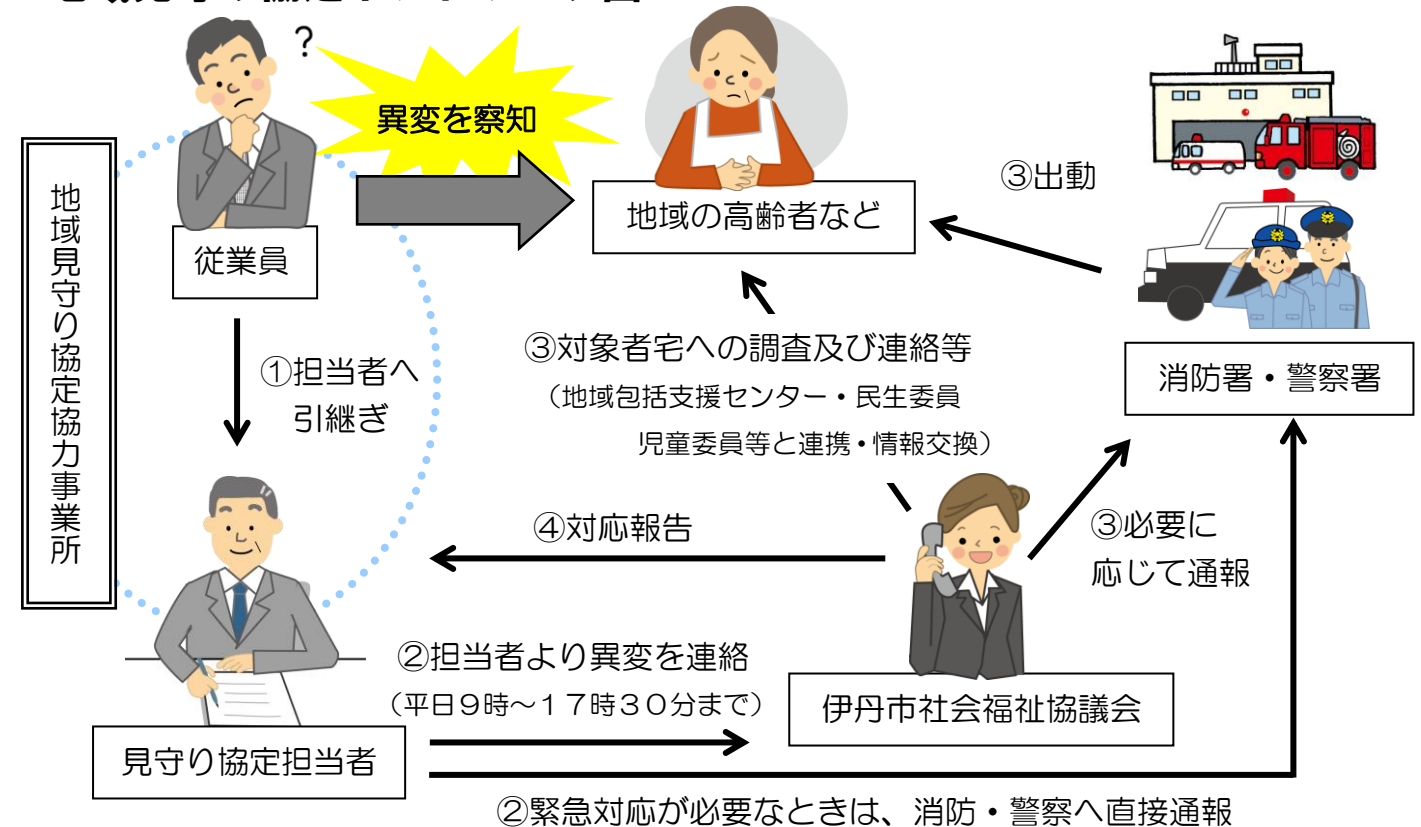 ?
異変を察知
地域の高齢者など
③出動
従業員
地域見守り協定協力事業所
①担当者へ
引継ぎ
③対象者宅への調査及び連絡等
（地域包括支援センター・民生委員
児童委員等と連携・情報交換）
消防署・警察署
④対応報告
③必要に
応じて通報
②担当者より異変を連絡
（平日９時～１７時３０分まで）
伊丹市社会福祉協議会
見守り協定担当者
②緊急対応が必要なときは、消防・警察へ直接通報